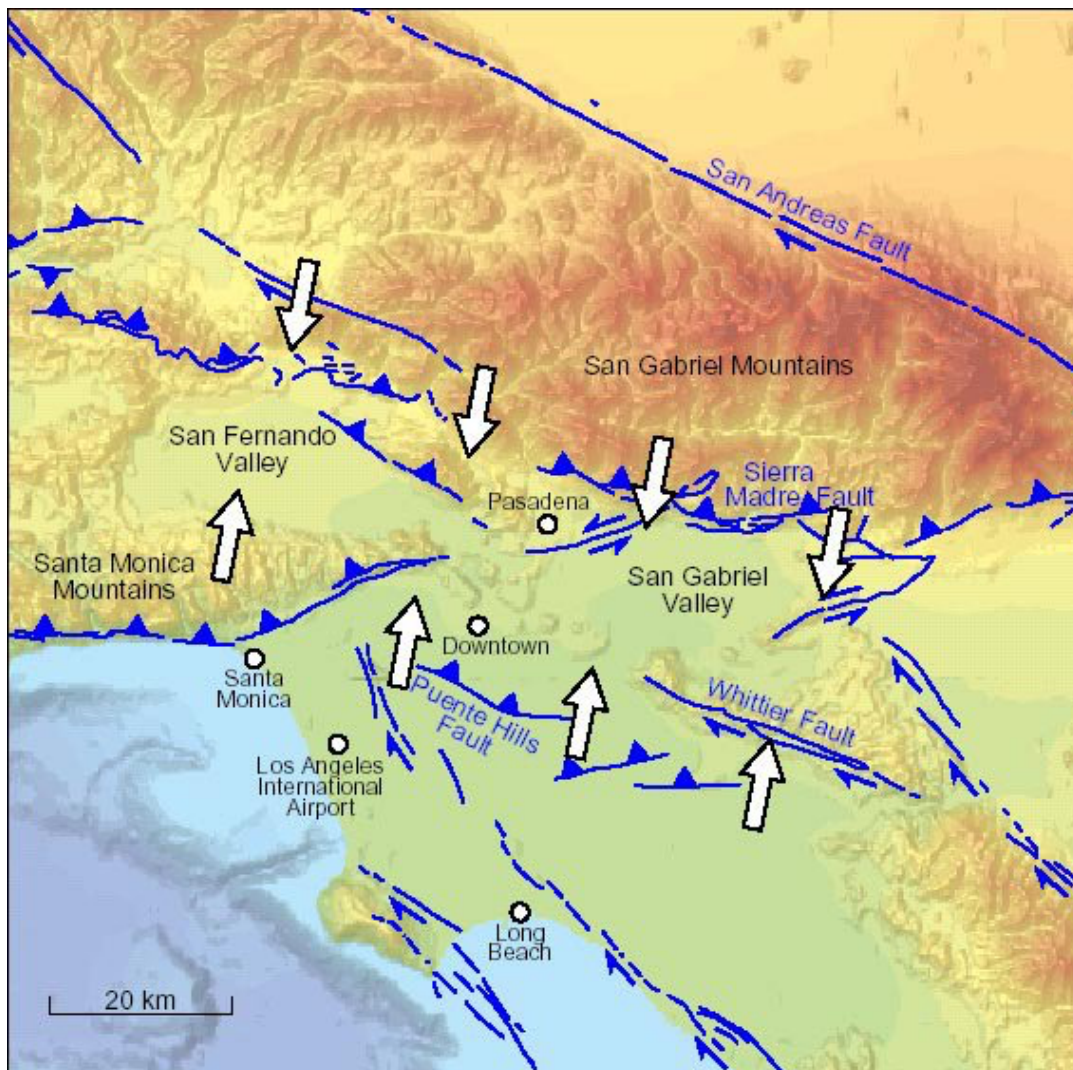 San Andreas Fault
San Gabriel Mountains
San Fernando
Valley
Sierra
Madre Fault
Pasadena
Santa Monica
Mountains
San Gabriel
Valley
Downtown
Santa
Monica
Puente Hills
Fault
Whittier Fault
Los Angeles
International
Airport
Long
Beach
20 km